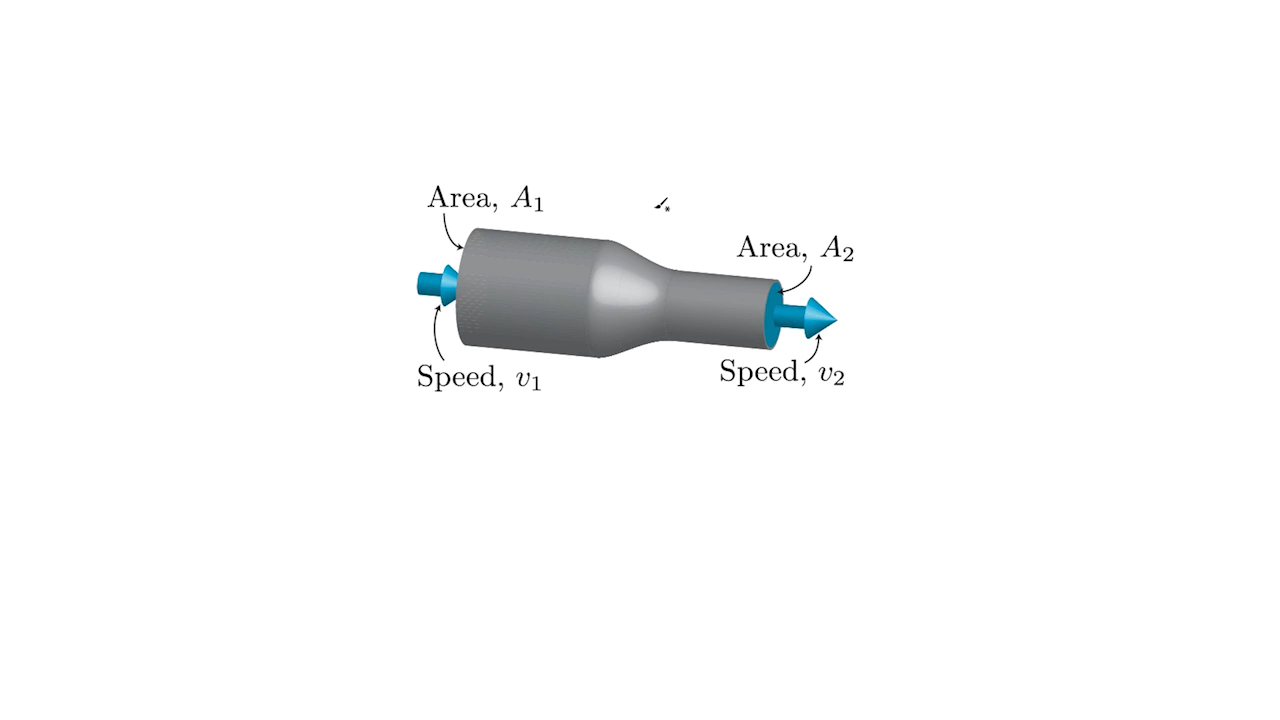 Area, A₁
Area, A₂
Speed, v₁
Speed, v₂